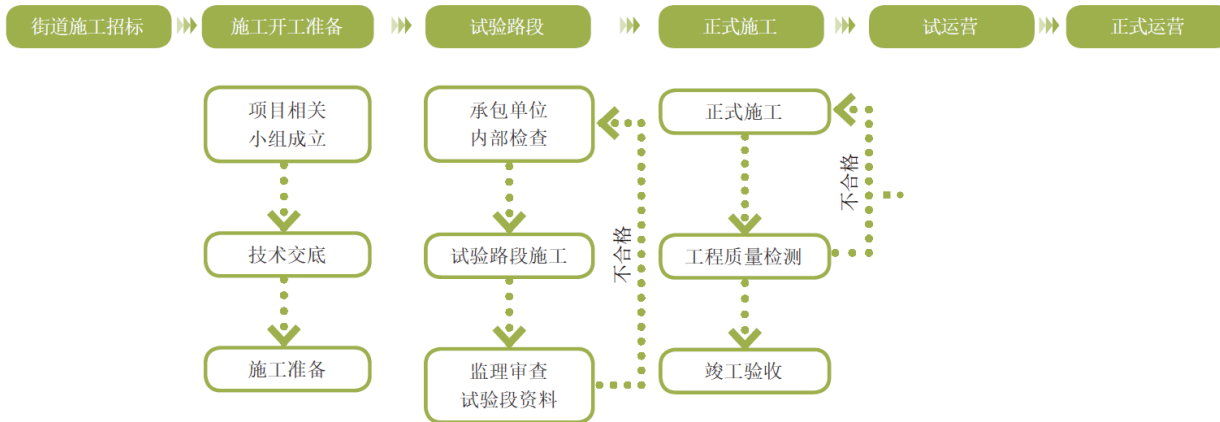 街道施工招标
施工开工准备
试验路段
正式施工
试运营
正式运营
项目相关
小组成立
技术交底
施工准备
承包单位
内部检查
试验路段施工
监理审查
试验段资料
不合格
正式施工
工程质量检测
竣工验收
不合格